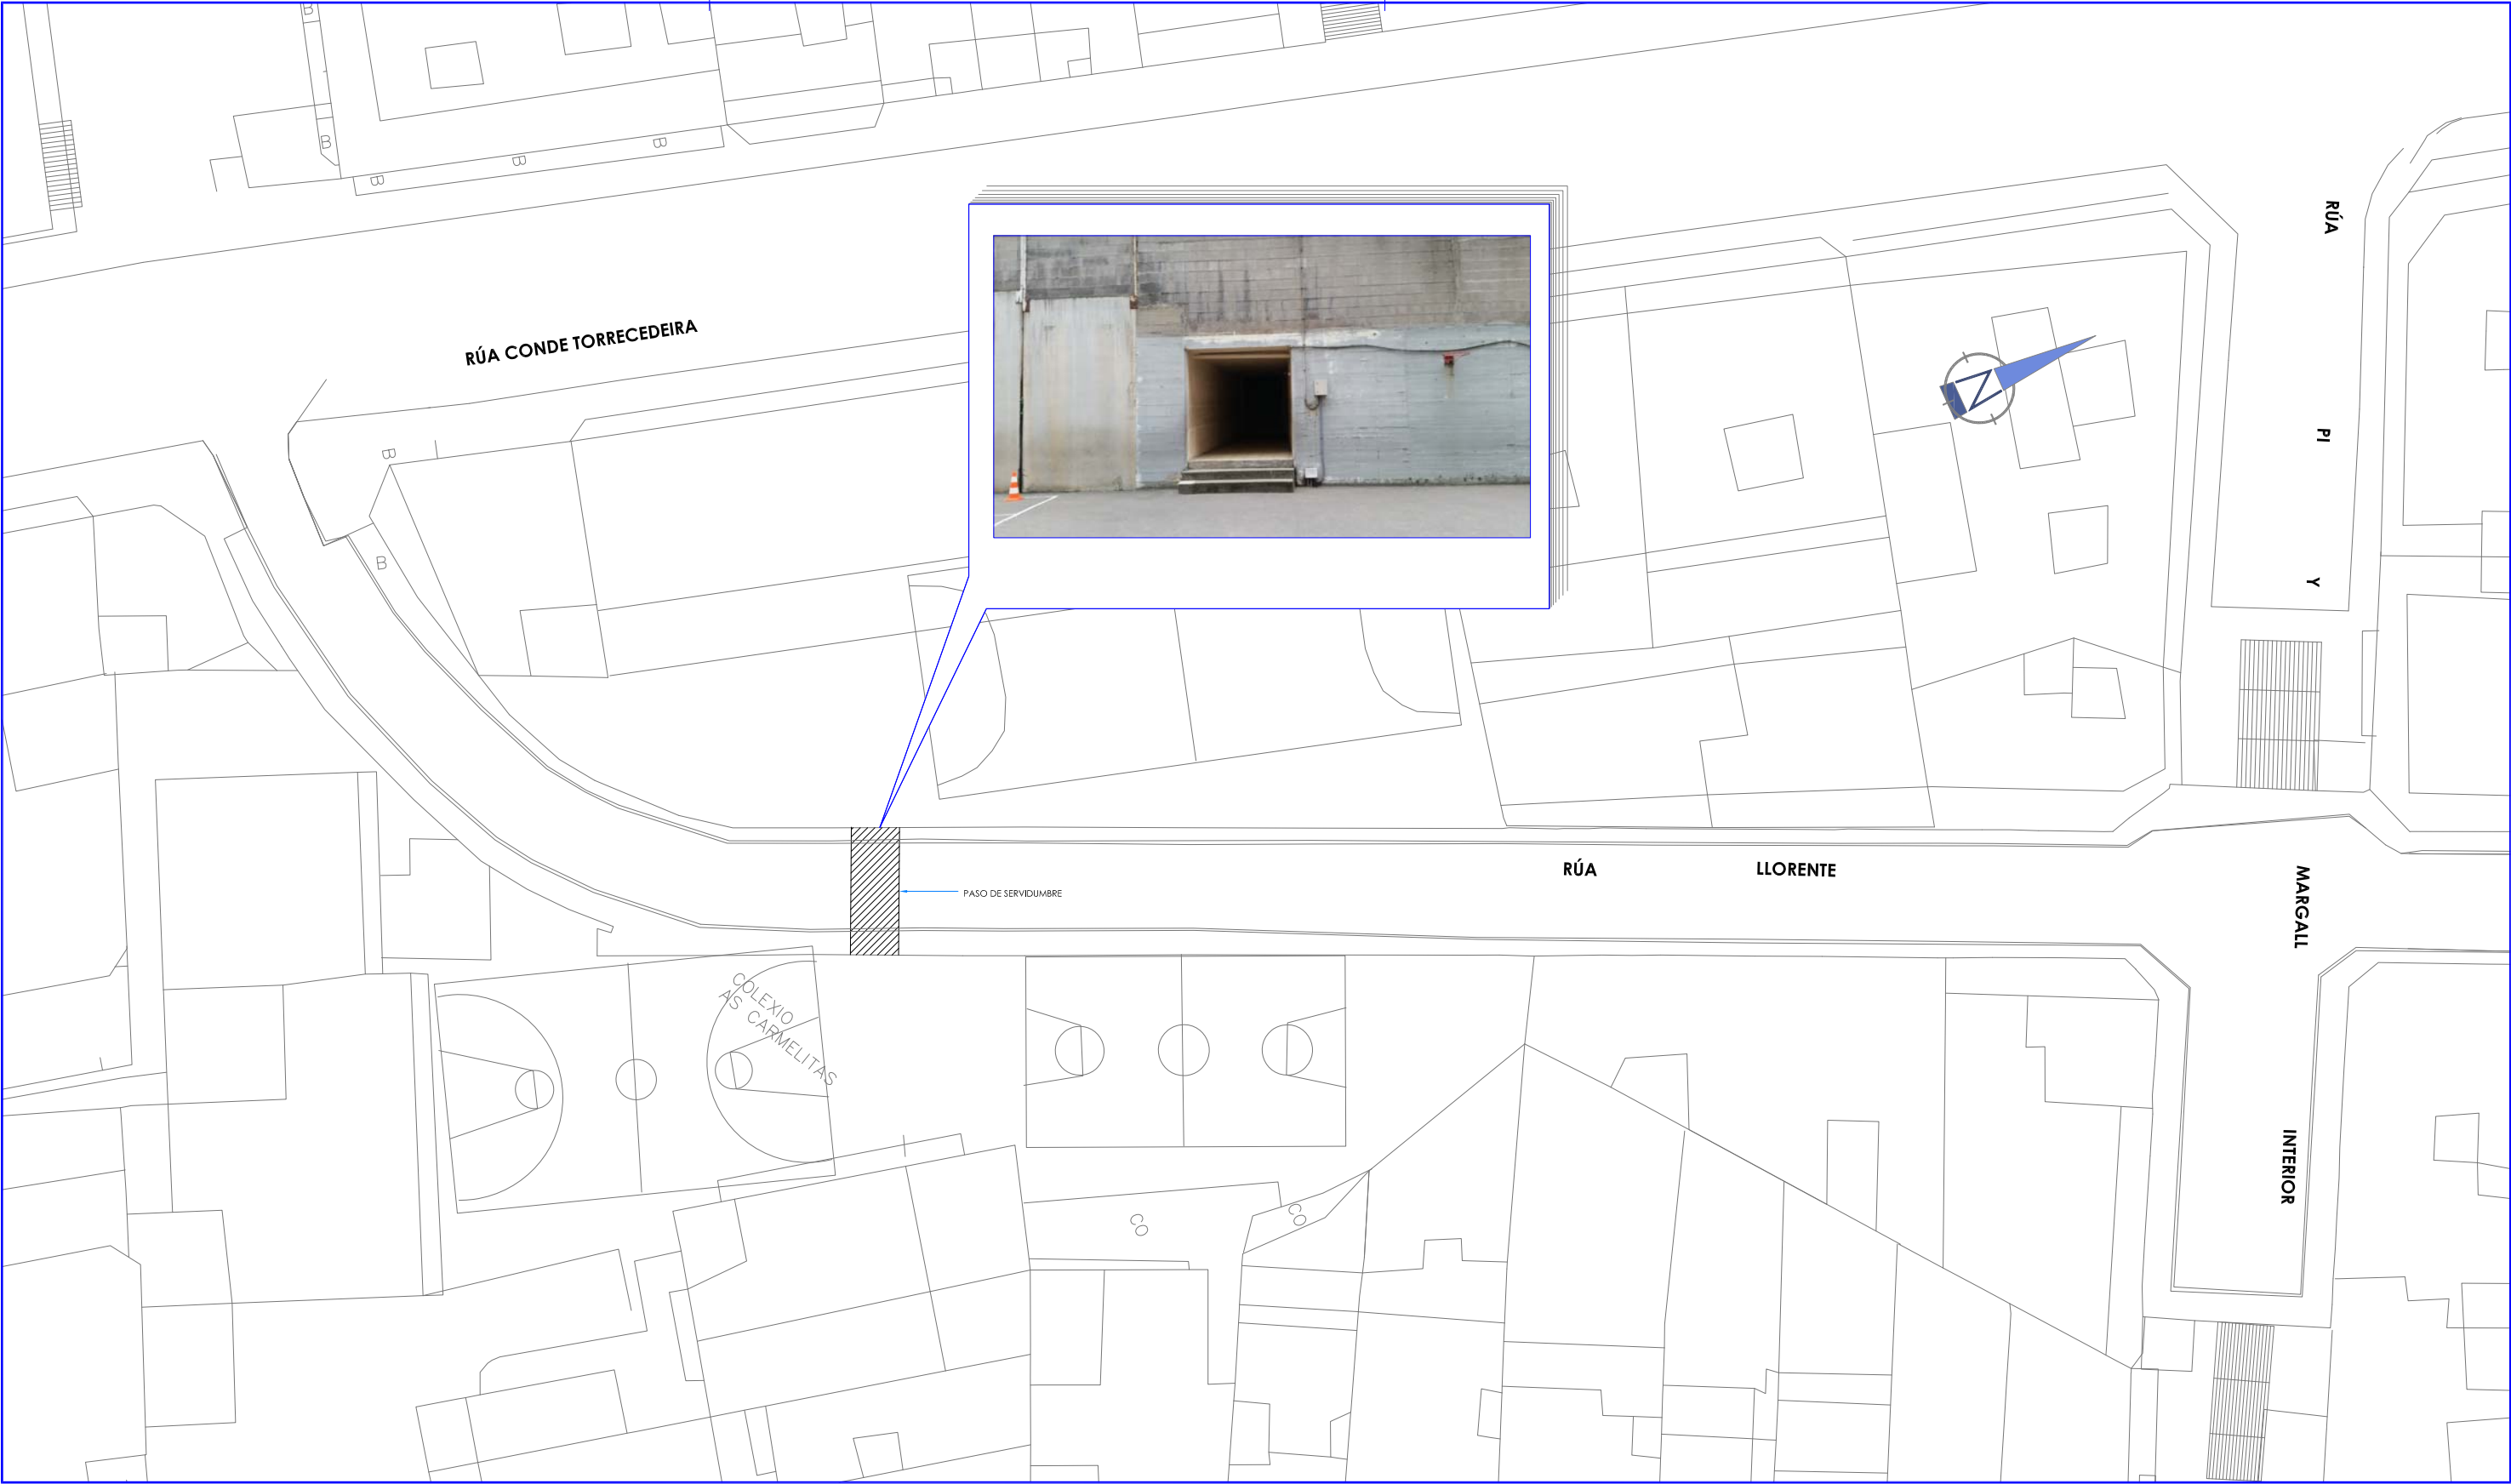 B
B
B
B
B
RÚA
RÚA CONDE TORRECEDEIRA
N
PI
B
B
Y
RÚA LLORENTE
PASO DE SERVIDUMBRE
MARGALL
COLEXIO
AS CARMELITAS
INTERIOR
CO
CO